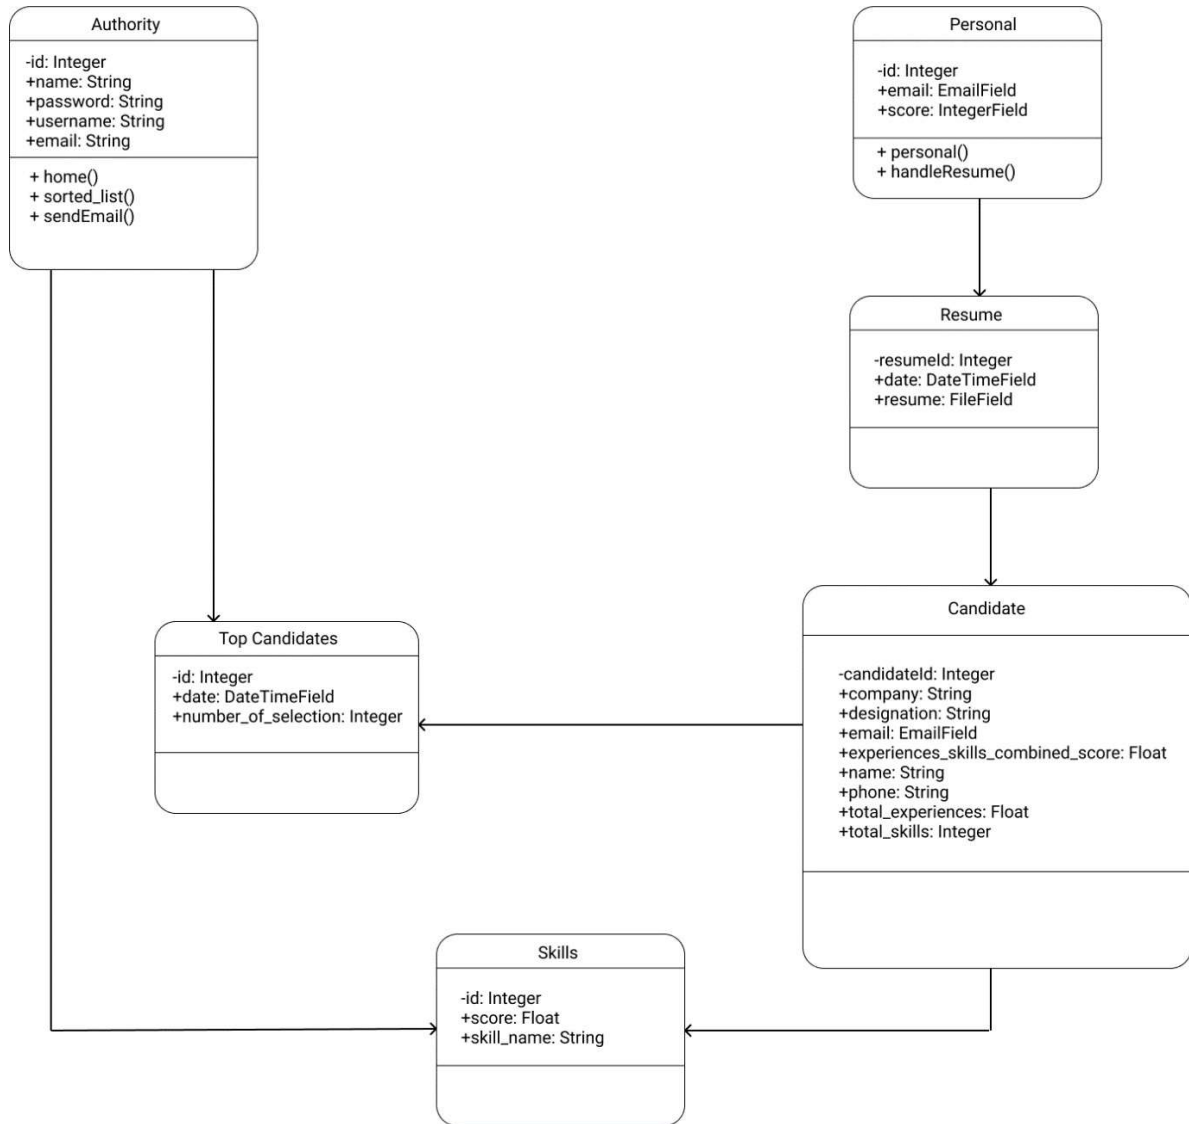 Authority
-id: Integer
+name: String
+password: String
+username: String
+email: String
+ home()
+ sorted_list()
+ sendEmail()
Personal
-id: Integer
+email: EmailField
+score: IntegerField
+ personal()
+ handleResume()
Resume
-resumeId: Integer
+date: DateTimeField
+resume: FileField
Top Candidates
-id: Integer
+date: DateTimeField
+number_of_selection: Integer
Candidate
-candidateId: Integer
+company: String
+designation: String
+email: EmailField
+experiences_skills_combined_score: Float
+name: String
+phone: String
+total_experiences: Float
+total_skills: Integer
Skills
-id: Integer
+score: Float
+skill_name: String